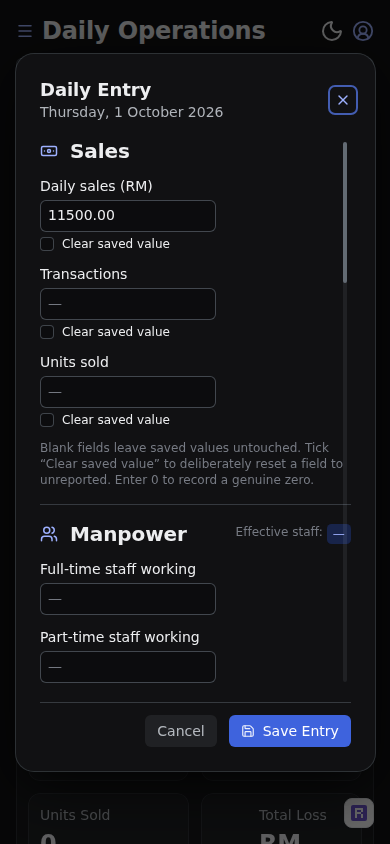 Daily Operations
Daily Entry
Thursday, 1 October 2026
Sales
Daily sales (RM)
11500.00
Clear saved value
Transactions
—
Clear saved value
Units sold
—
Clear saved value
Blank fields leave saved values untouched. Tick
“Clear saved value” to deliberately reset a field to
unreported. Enter 0 to record a genuine zero.
Manpower
Effective staff: —
Full-time staff working
—
Part-time staff working
—
Cancel
Save Entry
Units Sold
Total Loss
0
RM